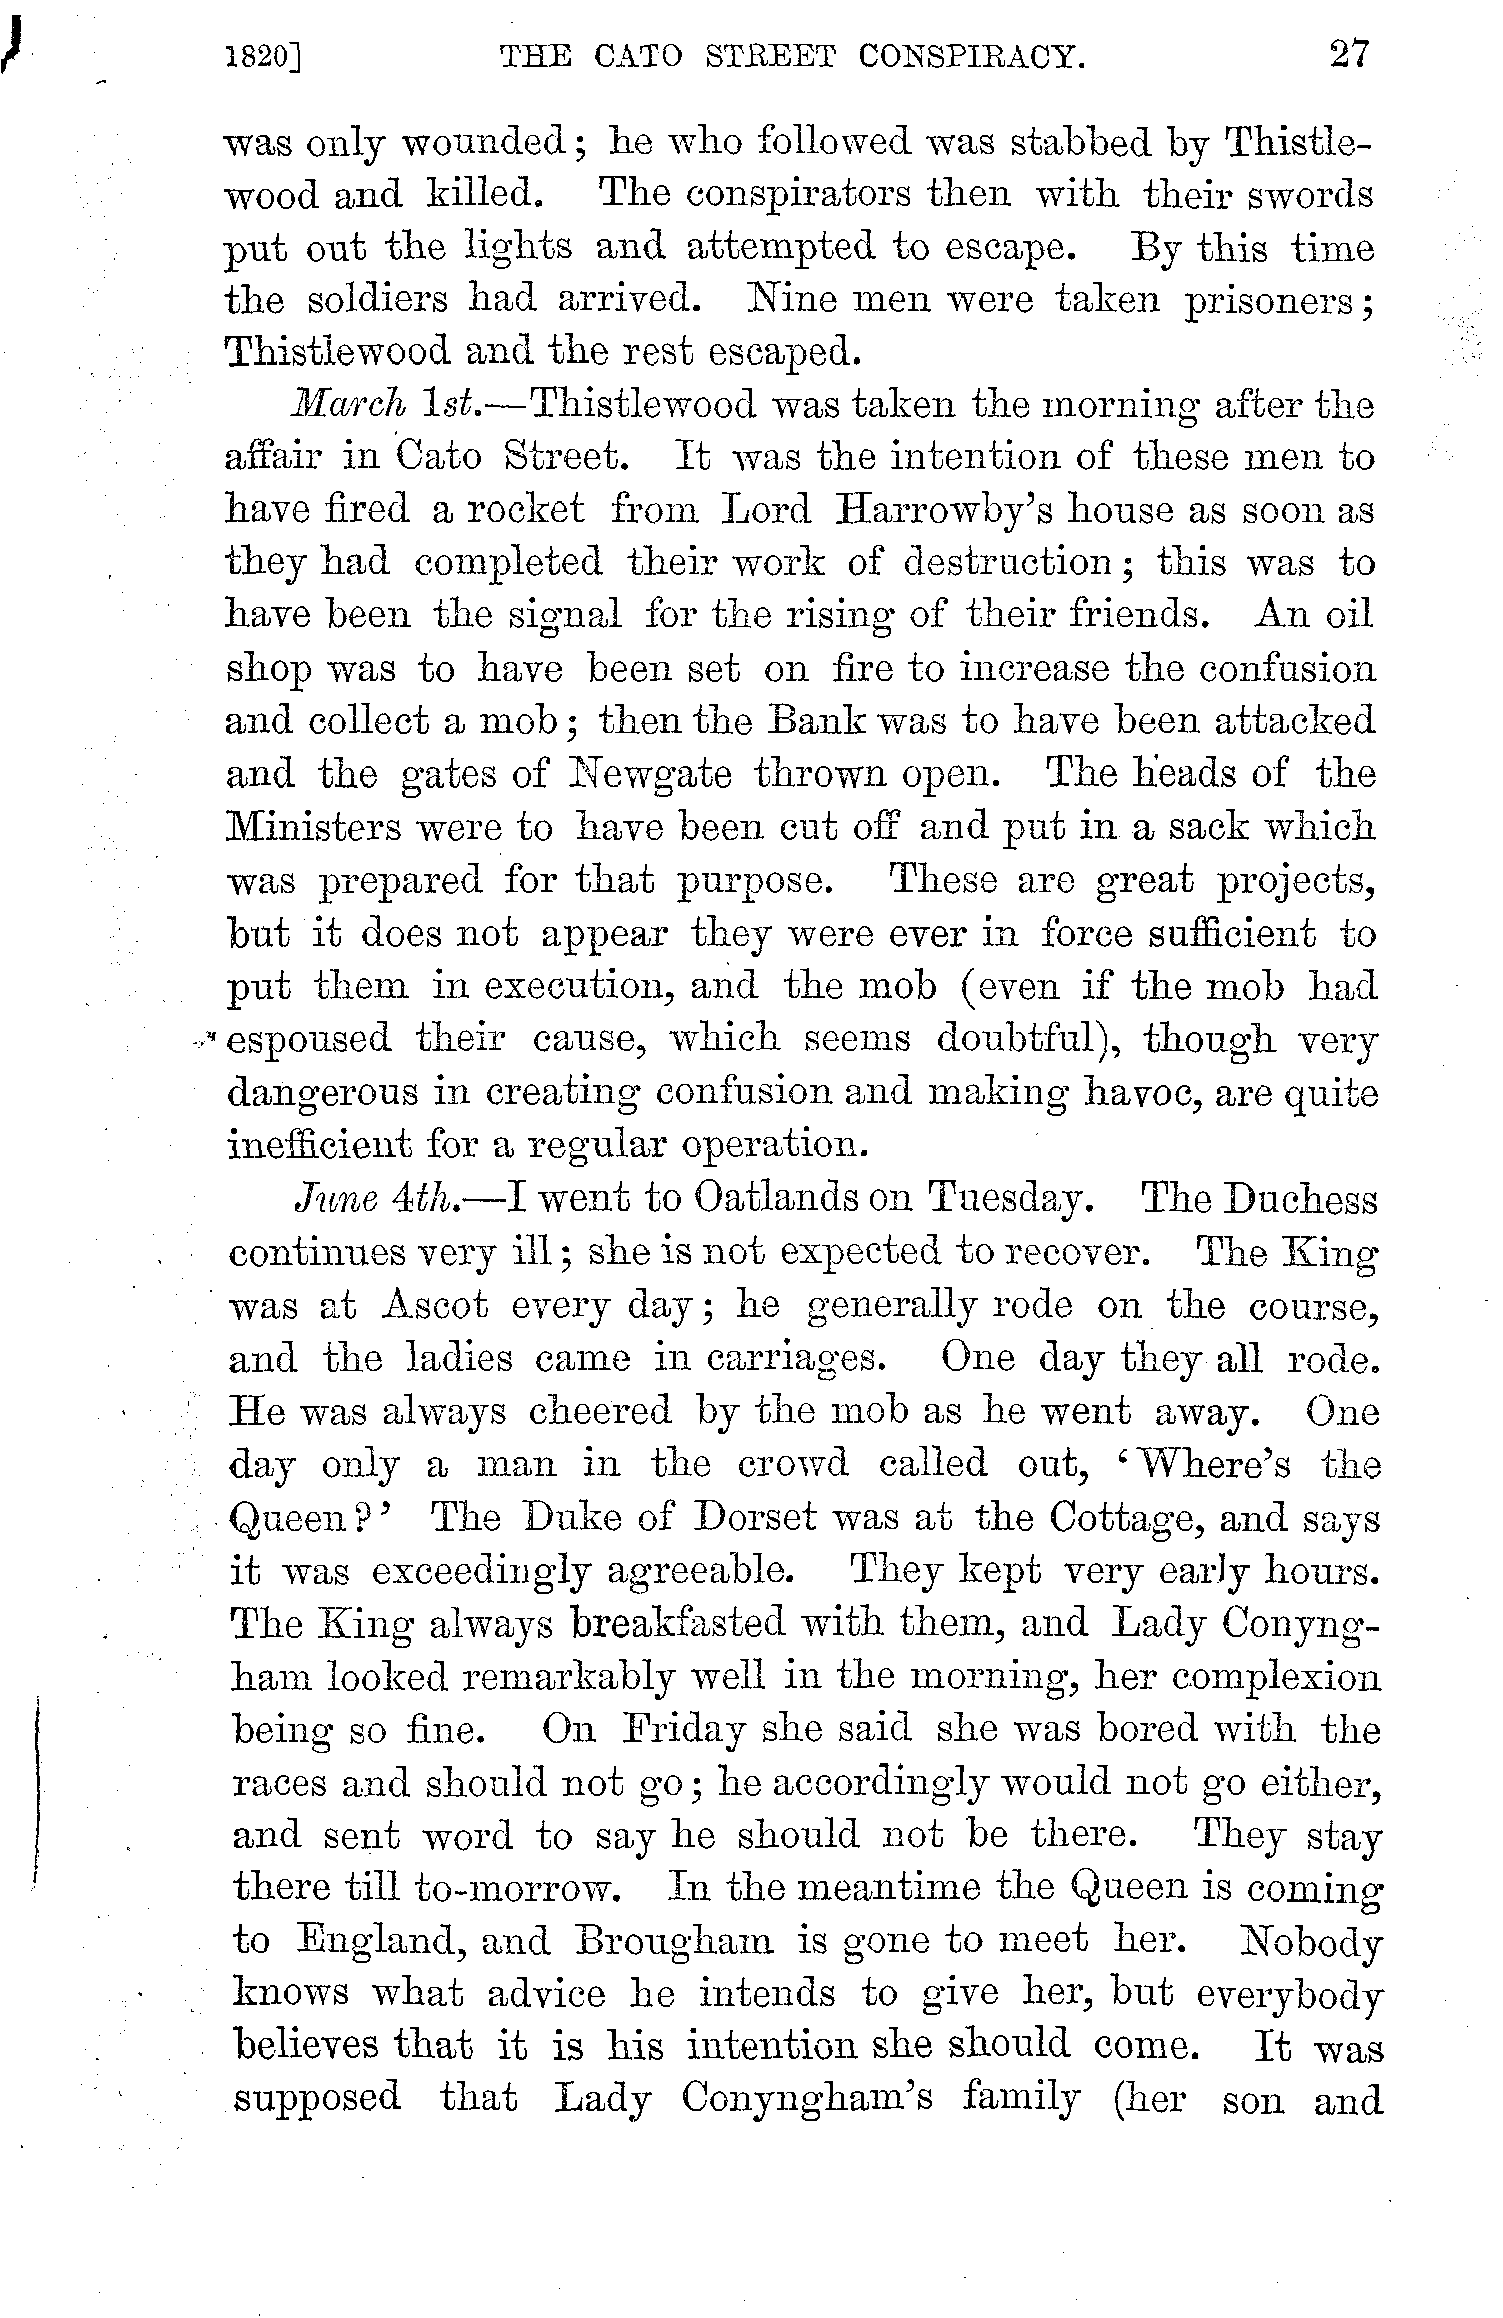 1820] THE CATO STREET CONSPIRACY. 27
was only wounded; he who followed was stabbed by Thistle-
wood and killed. The conspirators then with their swords
put out the lights and attempted to escape. By this time
the soldiers had arrived. Nine men were taken prisoners;
Thistlewood and the rest escaped.
March 1st.—Thistlewood was taken the morning after the
affair in Cato Street. It was the intention of these men to
have fired a rocket from Lord Harrowby's house as soon as
they had completed their work of destruction; this was to
have been the signal for the rising of their friends. An oil
shop was to have been set on fire to increase the confusion
and collect a mob; then the Bank was to have been attacked
and the gates of Newgate thrown open. The heads of the
Ministers were to have been cut off and put in a sack which
was prepared for that purpose. These are great projects,
but it does not appear they were ever in force sufficient to
put them in execution, and the mob (even if the mob had
espoused their cause, which seems doubtful), though very
dangerous in creating confusion and making havoc, are quite
inefficient for a regular operation.
June 4th.—I went to Oatlands on Tuesday. The Duchess
continues very ill; she is not expected to recover. The King
was at Ascot every day; he generally rode on the course,
and the ladies came in carriages. One day they all rode.
He was always cheered by the mob as he went away. One
day only a man in the crowd called out, 'Where's the
Queen?' The Duke of Dorset was at the Cottage, and says
it was exceedingly agreeable. They kept very early hours.
The King always breakfasted with them, and Lady Conyng-
ham looked remarkably well in the morning, her complexion
being so fine. On Friday she said she was bored with the
races and should not go; he accordingly would not go either,
and sent word to say he should not be there. They stay
there till to-morrow. In the meantime the Queen is coming
to England, and Brougham is gone to meet her. Nobody
knows what advice he intends to give her, but everybody
believes that it is his intention she should come. It was
supposed that Lady Conyngham's family (her son and